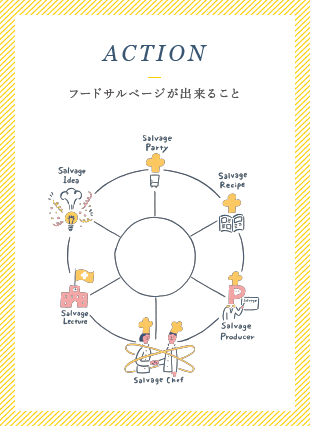 ACTION
フードサルベージが出来ること
Salvage
Party
Salvage
Idea
Salvage
Recipe
Salvage
Lecture
Salvage
Producer
Salvage Chef